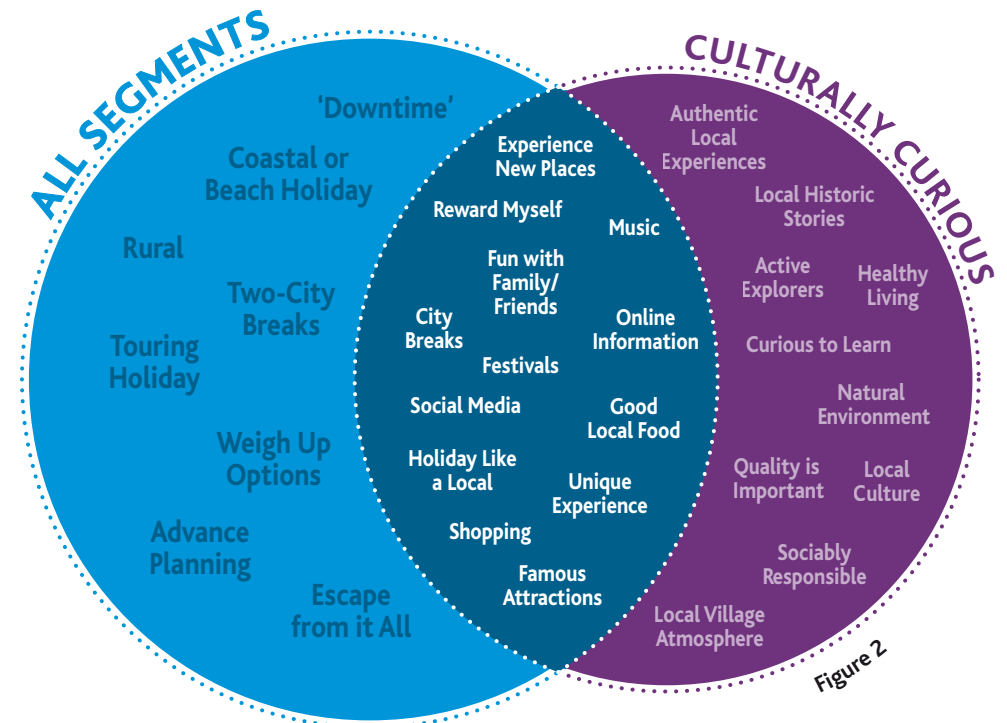 ALL SEGMENTS
'Downtime'
Coastal or
Beach Holiday
Rural
Two-City
Breaks
Touring
Holiday
Weigh Up
Options
Advance
Planning
Escape
from it All
Experience
New Places
Reward Myself
Music
Fun with
Family/
Friends
City
Breaks
Online
Information
Festivals
Social Media
Good
Local Food
Holiday Like
a Local
Unique
Experience
Shopping
Famous
Attractions
CULTURALLY CURIOUS
Authentic
Local
Experiences
Local Historic
Stories
Active
Explorers
Healthy
Living
Curious to Learn
Natural
Environment
Quality is
Important
Local
Culture
Sociably
Responsible
Local Village
Atmosphere
Figure 2